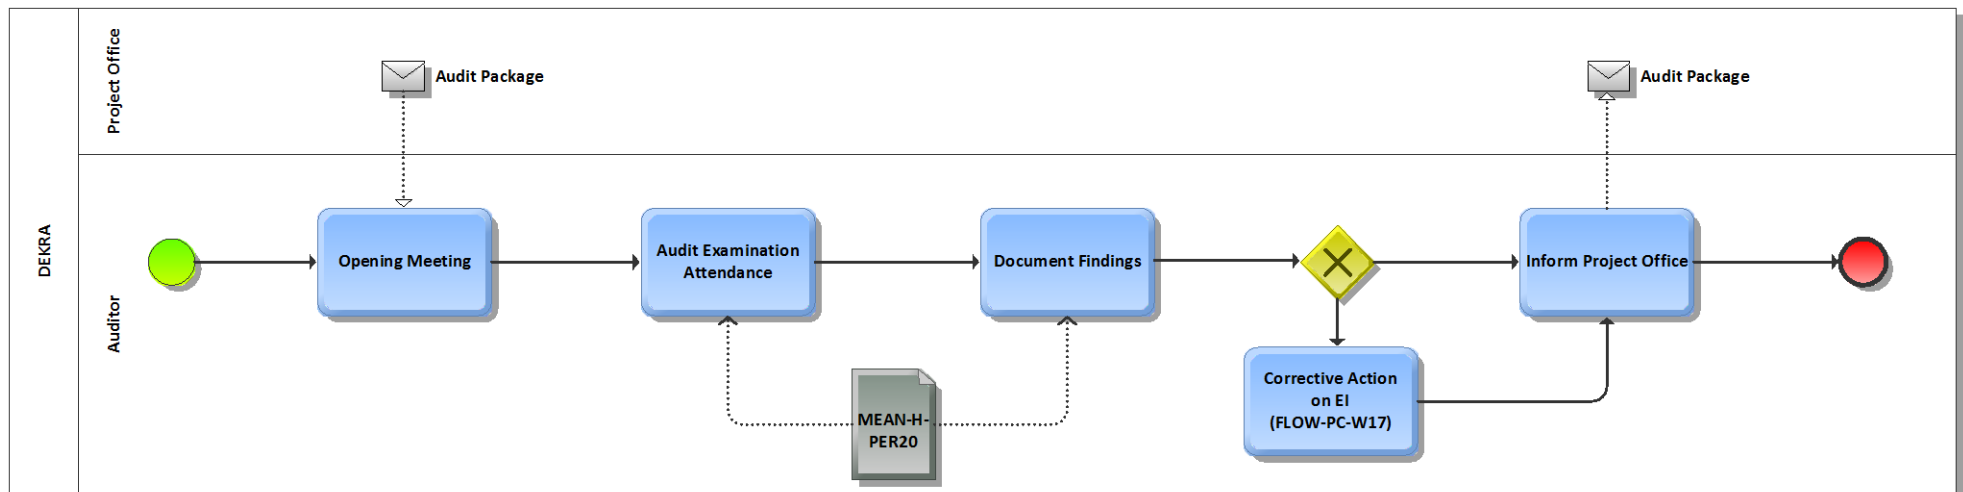 DEKRA
Project Office
Audit Package
Audit Package
Auditor
Opening Meeting
Audit Examination
Attendance
Document Findings
Inform Project Office
Corrective Action
on EI
(FLOW-PC-W17)
MEAN-H-
PER20